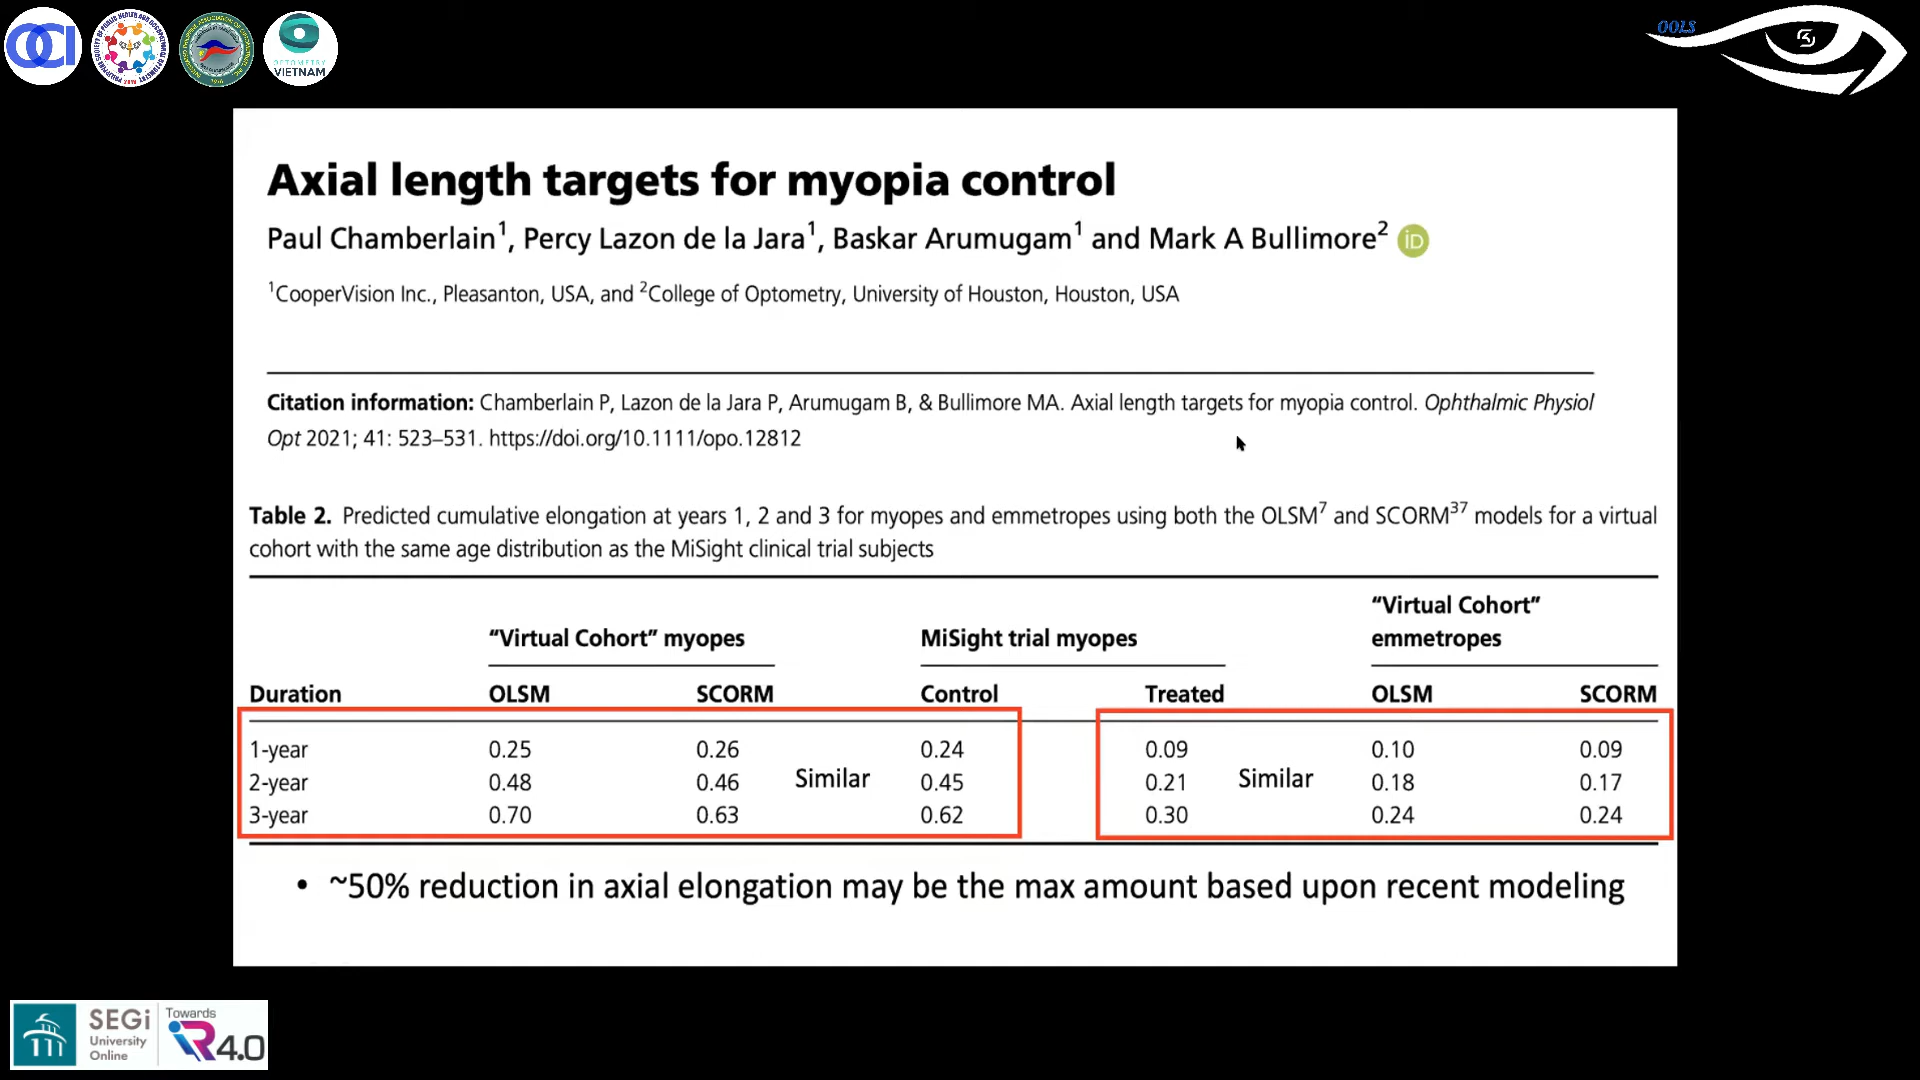 OCI
OPTOMETRY
VIETNAM
OOLS
Axial length targets for myopia control
Paul Chamberlain1, Percy Lazon de la Jara1, Baskar Arumugam1 and Mark A Bullimore2 iD
1CooperVision Inc., Pleasanton, USA, and 2College of Optometry, University of Houston, Houston, USA
Citation information: Chamberlain P, Lazon de la Jara P, Arumugam B, & Bullimore MA. Axial length targets for myopia control. Ophthalmic Physiol
Opt 2021; 41: 523–531. https://doi.org/10.1111/opo.12812
Table 2. Predicted cumulative elongation at years 1, 2 and 3 for myopes and emmetropes using both the OLSM7 and SCORM37 models for a virtual
cohort with the same age distribution as the MiSight clinical trial subjects
“Virtual Cohort” myopes MiSight trial myopes “Virtual Cohort”
emmetropes
Duration OLSM SCORM Control Treated OLSM SCORM
1-year 0.25 0.26 0.24 0.09 0.10 0.09
2-year 0.48 0.46 Similar 0.45 0.21 Similar 0.18 0.17
3-year 0.70 0.63 0.62 0.30 0.24 0.24
• ~50% reduction in axial elongation may be the max amount based upon recent modeling
SEGi
University
Online
Towards
iR4.0